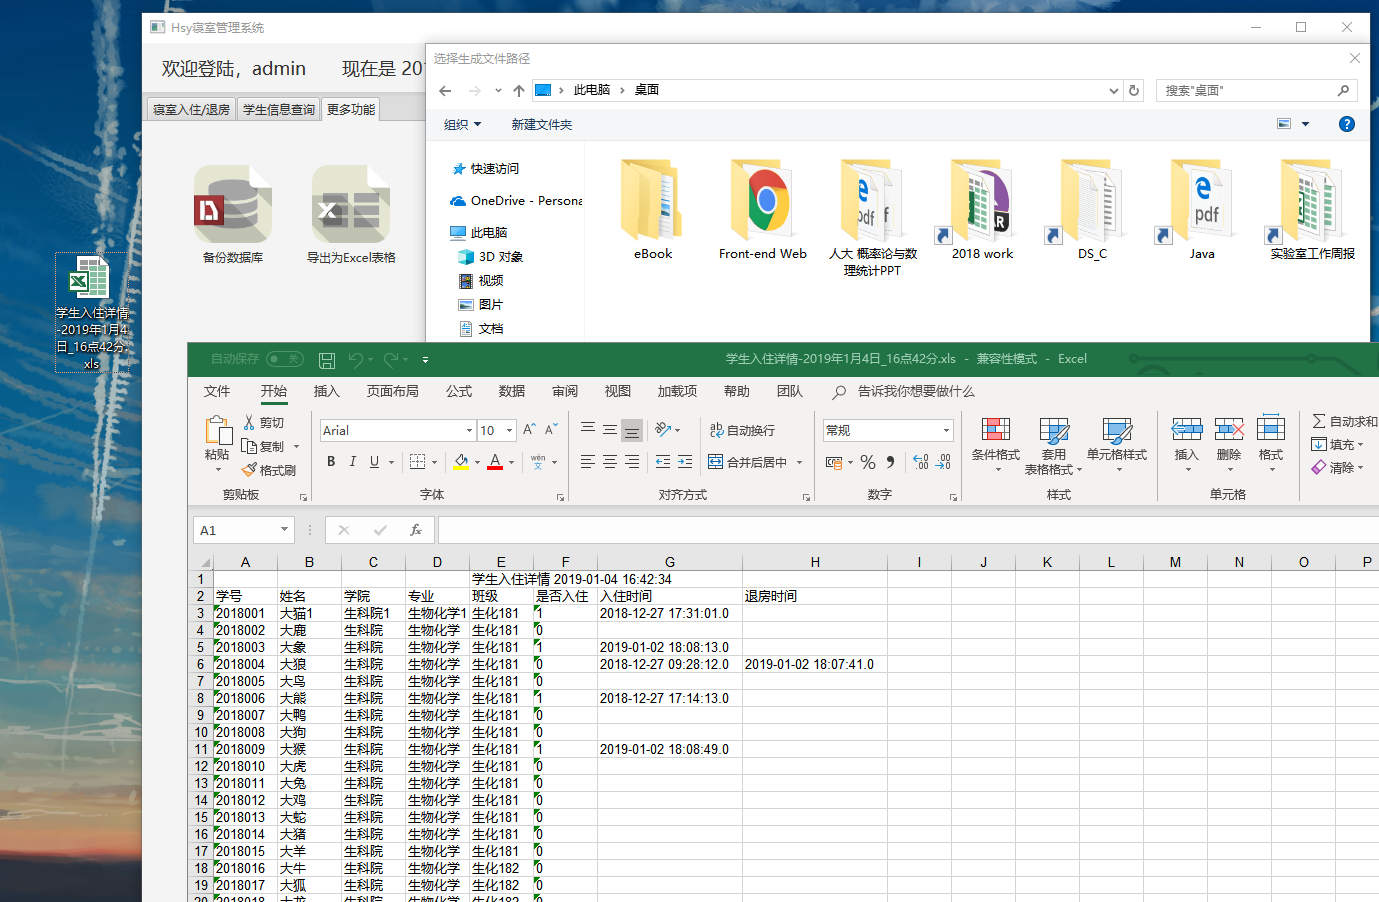 Hsy寝室管理系统
欢迎登陆，admin 现在是 20
寝室入住/退房 学生信息查询 更多功能
备份数据库 导出为Excel表格
学生入住详情
-2019年1月4
日_16点42分.
xls
选择生成文件路径
此电脑 › 桌面
搜索"桌面"
组织 新建文件夹
快速访问
OneDrive - Persona
此电脑
3D 对象
视频
图片
文档
eBook
Front-end Web
人大 概率论与数
理统计PPT
2018 work
DS_C
Java
实验室工作周报
自动保存 关
学生入住详情-2019年1月4日_16点42分.xls - 兼容性模式 - Excel
文件 开始 插入 页面布局 公式 数据 审阅 视图 加载项 帮助 团队 告诉我你想要做什么
粘贴 剪切 复制 格式刷
剪贴板
Arial 10
B I U
字体
自动换行
合并后居中
对齐方式
常规
数字
条件格式 套用
表格格式 单元格样式
样式
插入 删除 格式
单元格
自动求和
填充
清除
A1
fx
A B C D E F G H I J K L M N O P
1 学生入住详情 2019-01-04 16:42:34
2 学号 姓名 学院 专业 班级 是否入住 入住时间 退房时间
3 2018001 大猫1 生科院1 生物化学1 生化181 1 2018-12-27 17:31:01.0
4 2018002 大鹿 生科院 生物化学 生化181 0
5 2018003 大象 生科院 生物化学 生化181 1 2019-01-02 18:08:13.0
6 2018004 大狼 生科院 生物化学 生化181 0 2018-12-27 09:28:12.0 2019-01-02 18:07:41.0
7 2018005 大鸟 生科院 生物化学 生化181 0
8 2018006 大熊 生科院 生物化学 生化181 1 2018-12-27 17:14:13.0
9 2018007 大鸭 生科院 生物化学 生化181 0
10 2018008 大狗 生科院 生物化学 生化181 0
11 2018009 大猴 生科院 生物化学 生化181 1 2019-01-02 18:08:49.0
12 2018010 大虎 生科院 生物化学 生化181 0
13 2018011 大兔 生科院 生物化学 生化181 0
14 2018012 大鸡 生科院 生物化学 生化181 0
15 2018013 大蛇 生科院 生物化学 生化181 0
16 2018014 大猪 生科院 生物化学 生化181 0
17 2018015 大羊 生科院 生物化学 生化181 0
18 2018016 大牛 生科院 生物化学 生化182 0
19 2018017 大狐 生科院 生物化学 生化182 0
20 2018018 大龙 生科院 生物化学 生化182 0